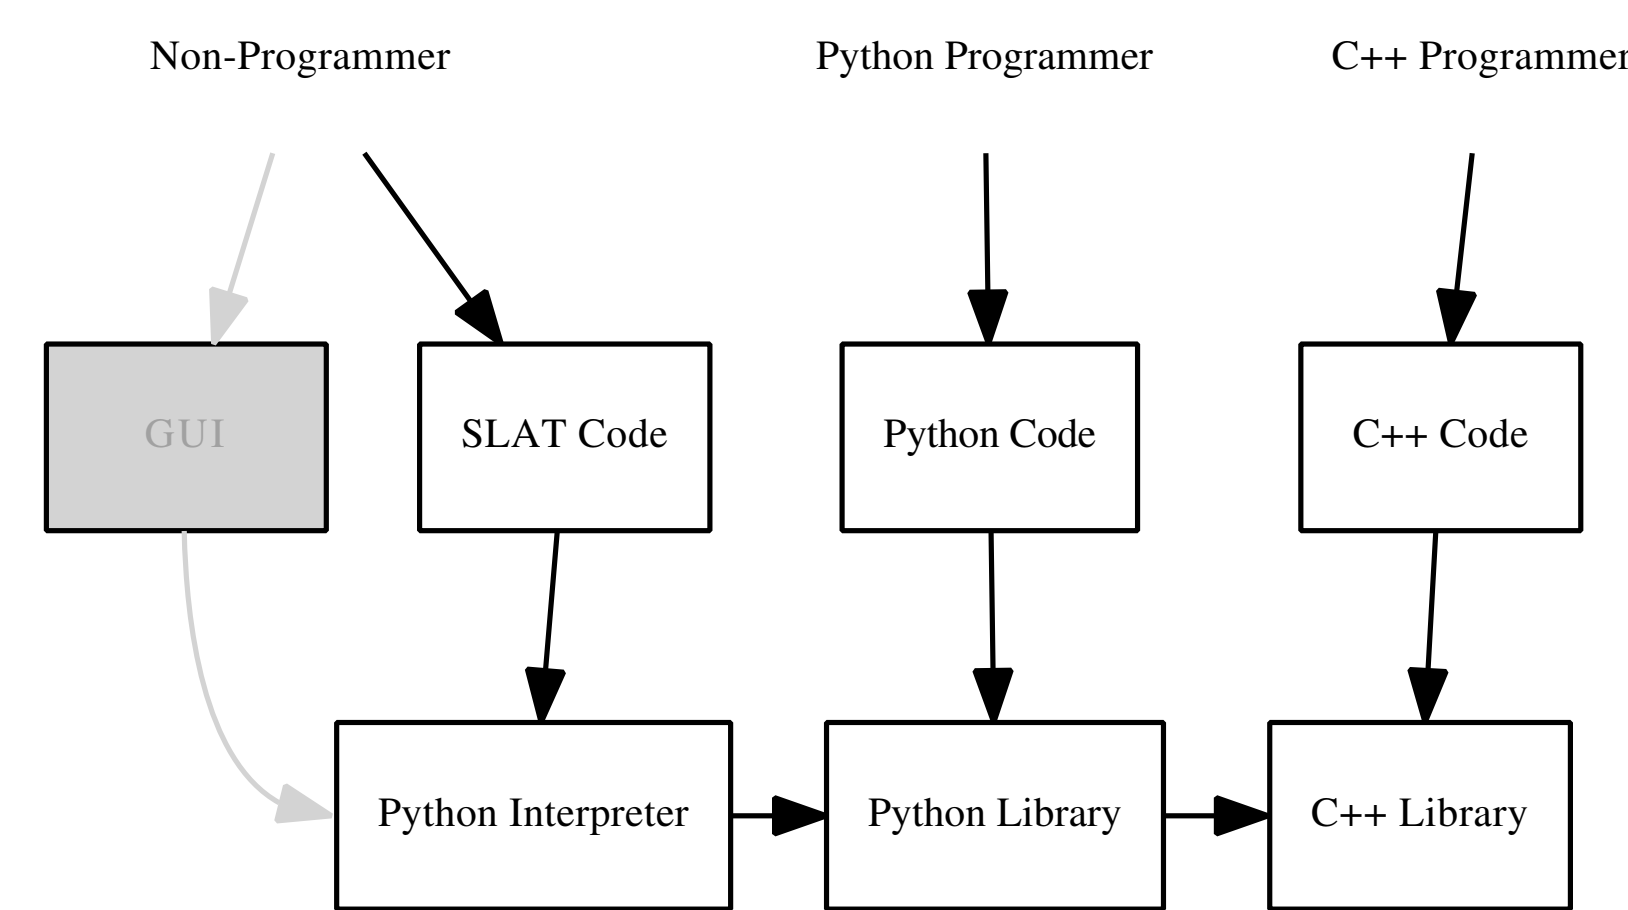 Non-Programmer
Python Programmer
C++ Programmer
GUI
SLAT Code
Python Code
C++ Code
Python Interpreter
Python Library
C++ Library